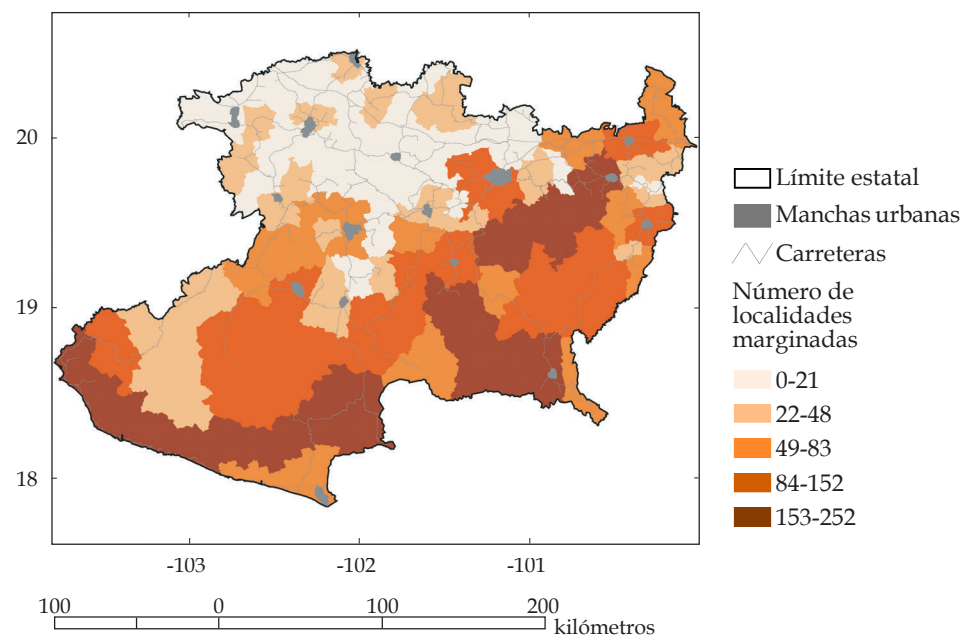 20
19
18
-103
-102
-101
100
0
100
200
kilómetros
Límite estatal
Manchas urbanas
Carreteras
Número de
localidades
marginadas
0-21
22-48
49-83
84-152
153-252